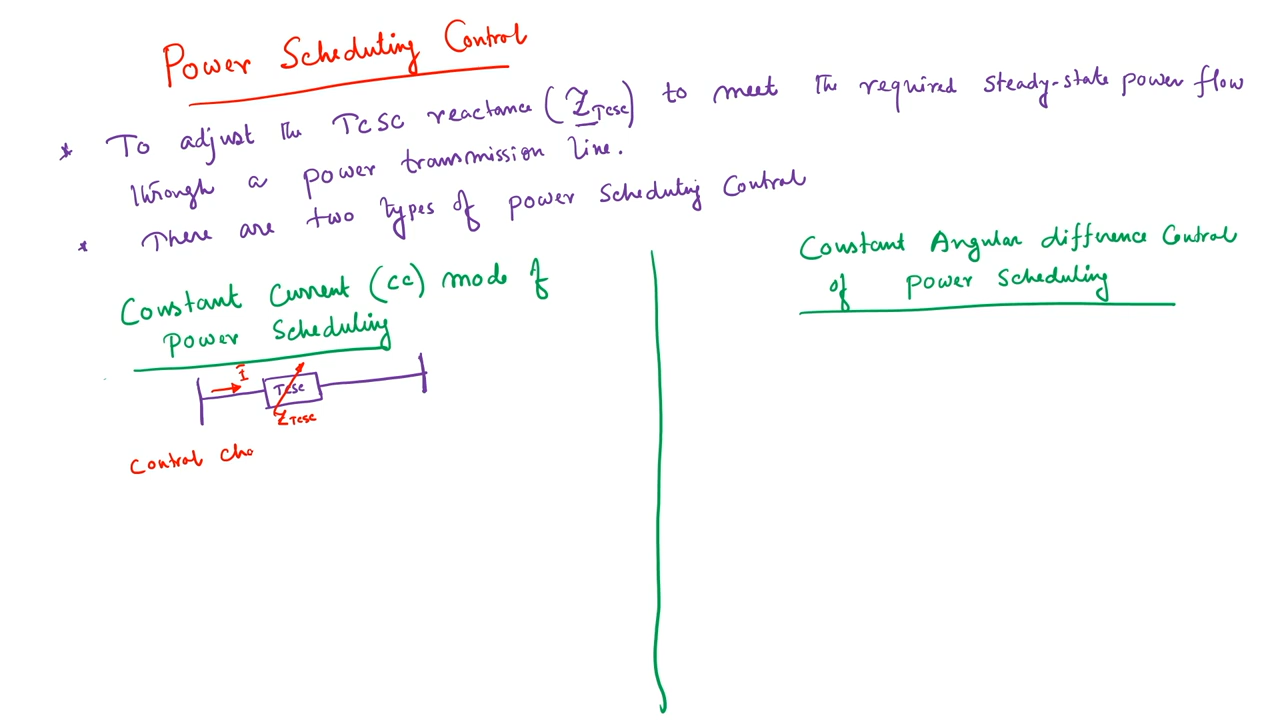 Power Scheduling Control
* To adjust the TCSC reactance (Z_TCSC) to meet the required steady-state power flow
through a power transmission line.
* There are two types of power scheduling Control
Constant Current (CC) mode of
Power Scheduling
I
TCSC
Z_TCSC
Control cha
Constant Angular difference Control
of power scheduling